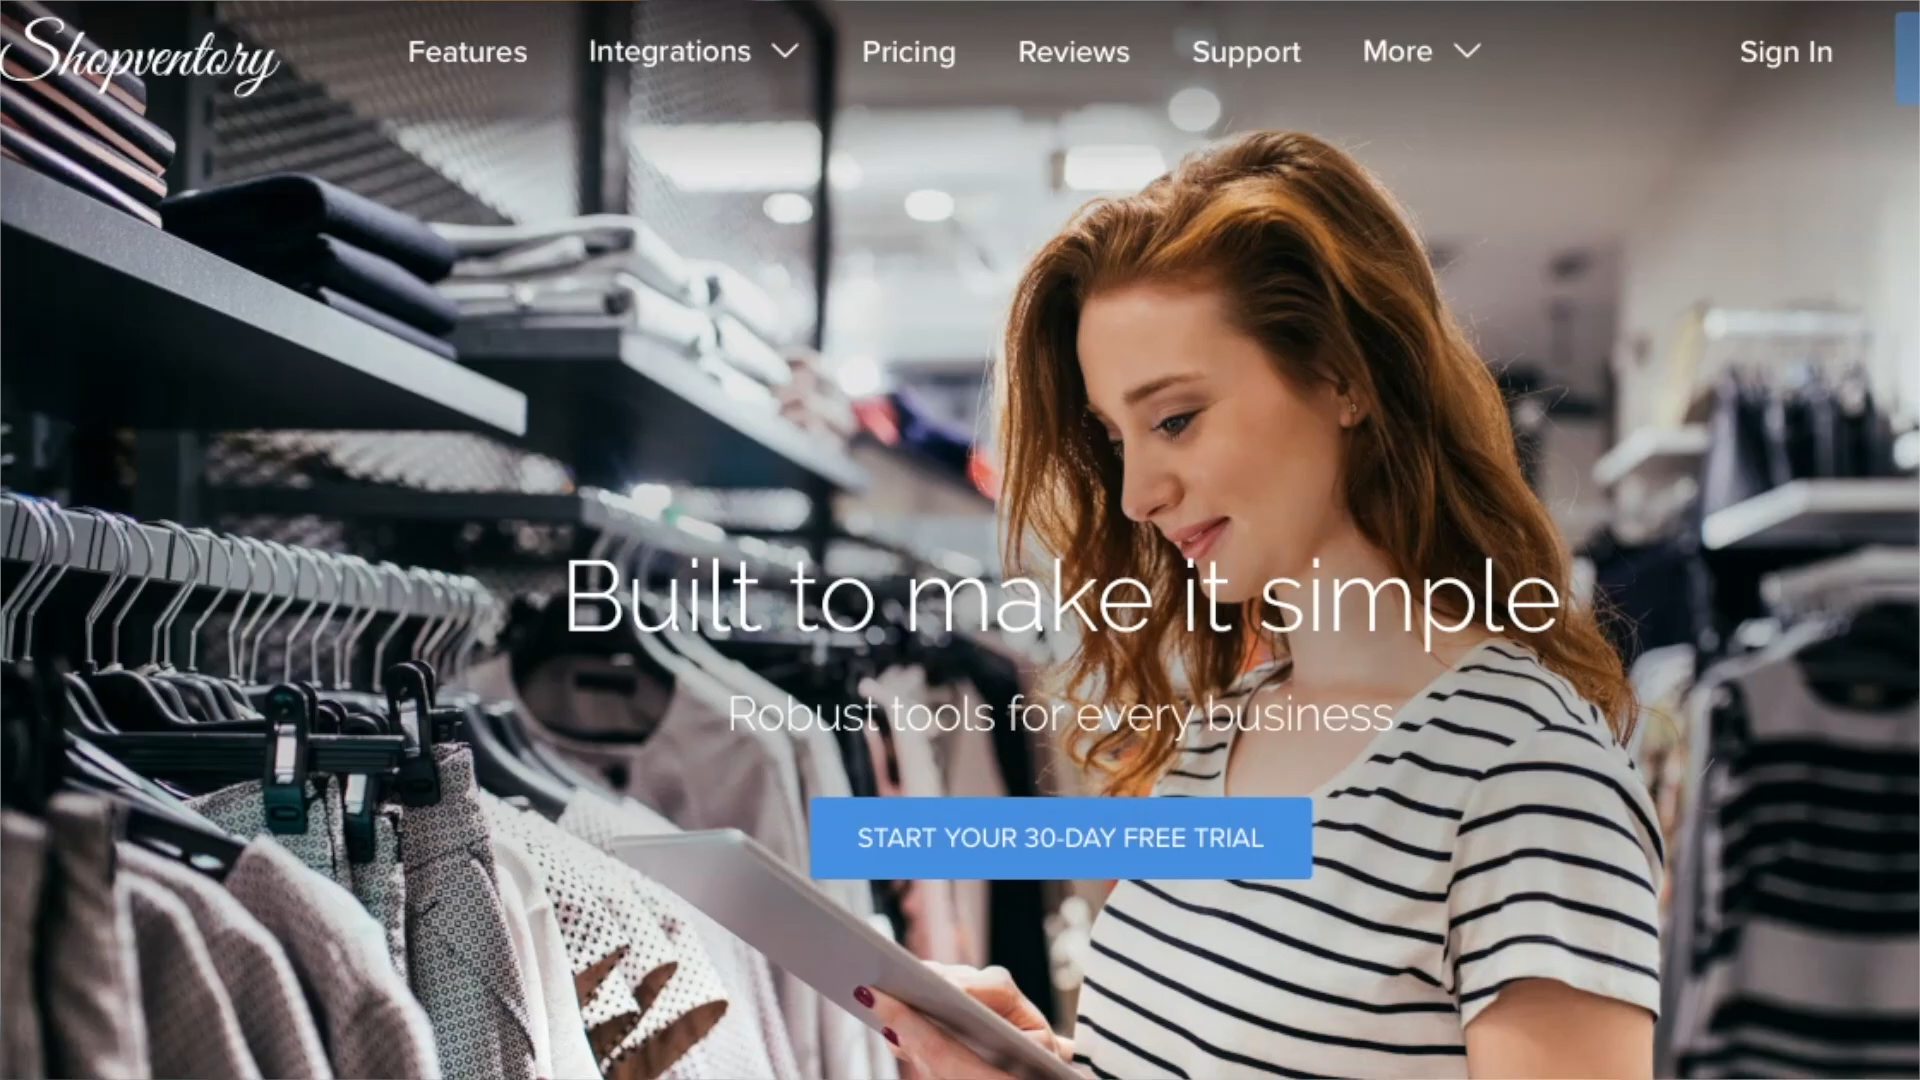 Shopventory
Features
Integrations
Pricing
Reviews
Support
More
Sign In
Built to make it simple
Robust tools for every business
START YOUR 30-DAY FREE TRIAL